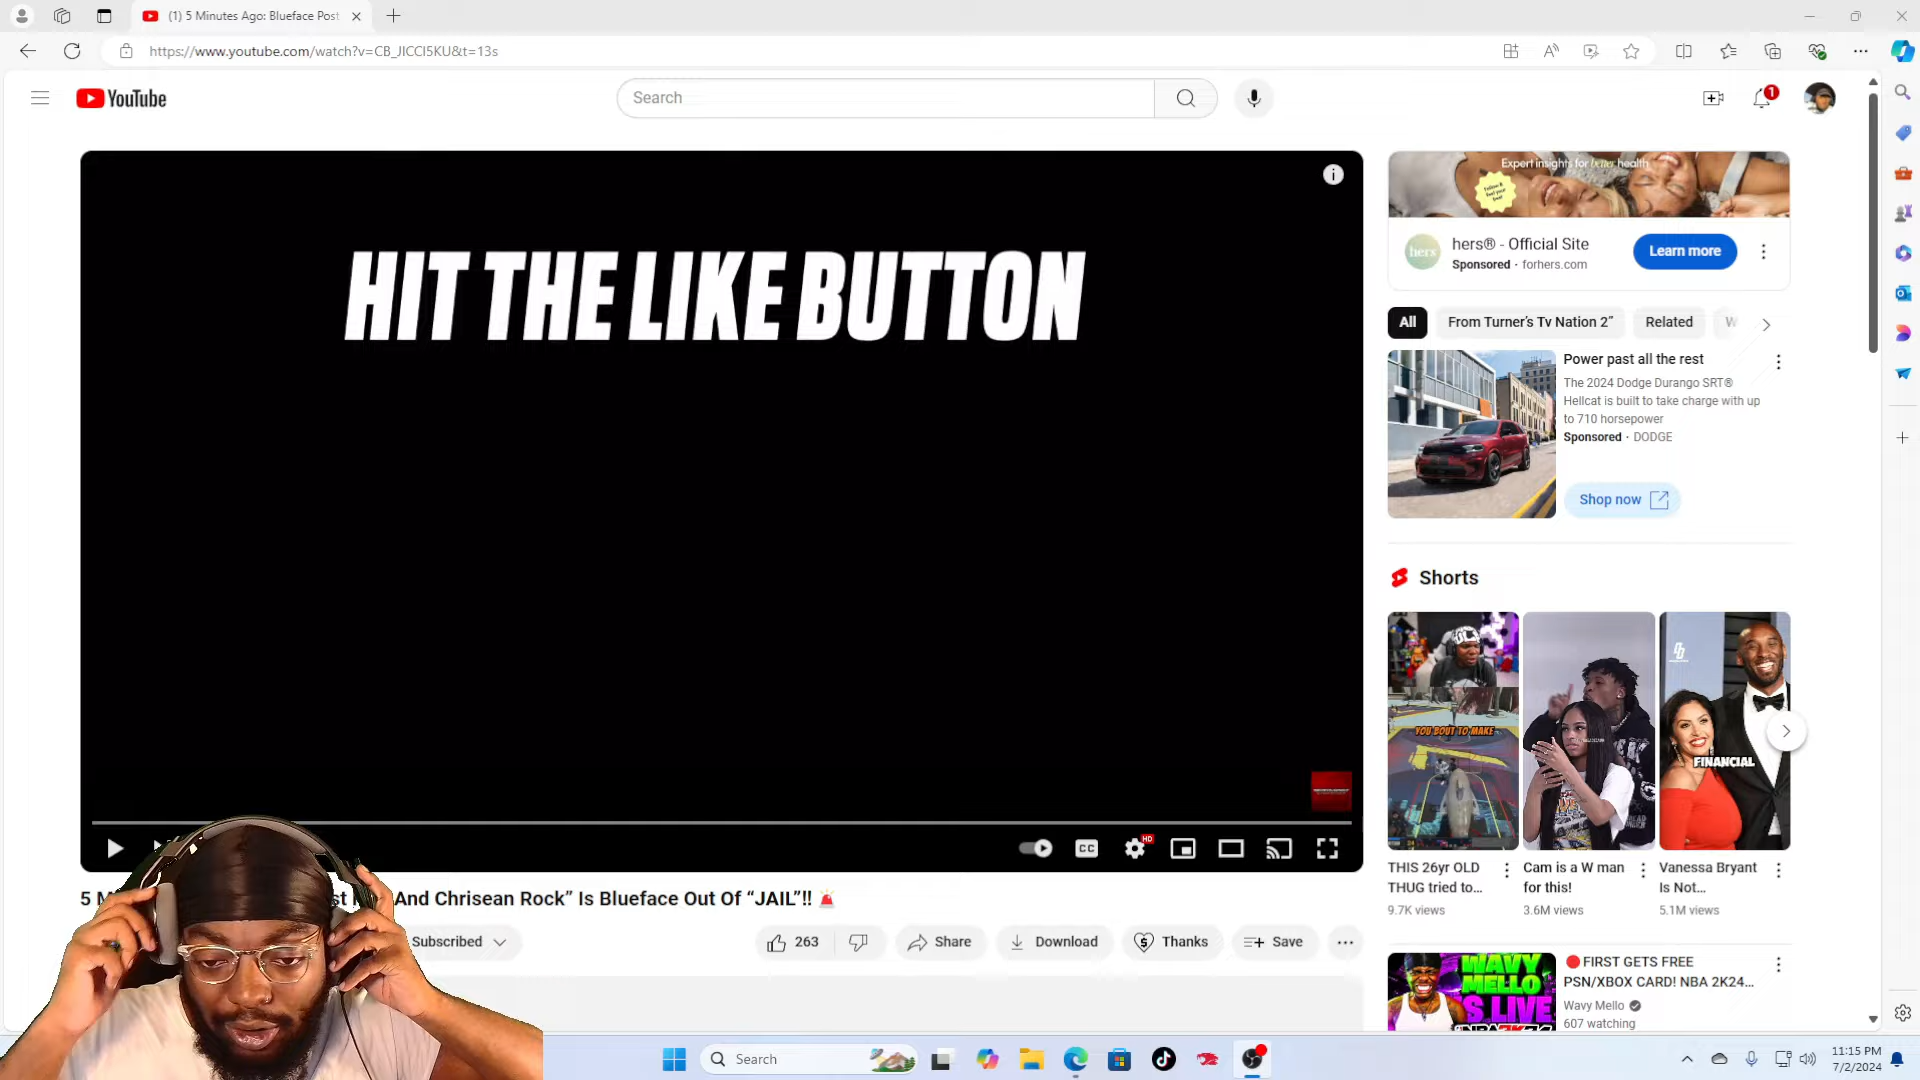 (1) 5 Minutes Ago: Blueface Post
https://www.youtube.com/watch?v=CB_JICCI5KU&t=13s
YouTube
Search
1
HIT THE LIKE BUTTON
CC
HD
And Chrisean Rock” Is Blueface Out Of “JAIL”!! 🚨
Subscribed
263
Share
Download
Thanks
Save
Expert insights for better health
hers
hers® - Official Site
Sponsored · forhers.com
Learn more
All
From Turner’s Tv Nation 2”
Related
Power past all the rest
The 2024 Dodge Durango SRT®
Hellcat is built to take charge with up
to 710 horsepower
Sponsored · DODGE
Shop now
Shorts
YOU BOUT TO MAKE
FINANCIAL
THIS 26yr OLD
THUG tried to...
9.7K views
Cam is a W man
for this!
3.6M views
Vanessa Bryant
Is Not...
5.1M views
WAVY
MELLO
IS LIVE
🔴FIRST GETS FREE
PSN/XBOX CARD! NBA 2K24...
Wavy Mello
607 watching
Search
11:15 PM
7/2/2024